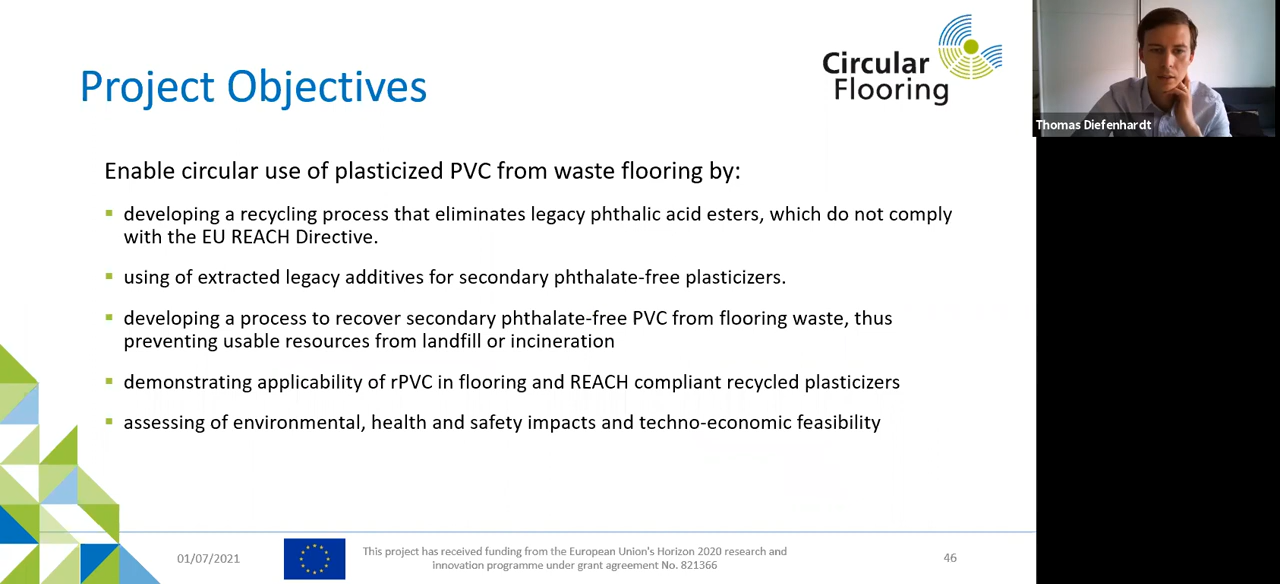 Project Objectives
Circular
Flooring
Thomas Diefenhardt
Enable circular use of plasticized PVC from waste flooring by:
developing a recycling process that eliminates legacy phthalic acid esters, which do not comply
with the EU REACH Directive.
using of extracted legacy additives for secondary phthalate-free plasticizers.
developing a process to recover secondary phthalate-free PVC from flooring waste, thus
preventing usable resources from landfill or incineration
demonstrating applicability of rPVC in flooring and REACH compliant recycled plasticizers
assessing of environmental, health and safety impacts and techno-economic feasibility
01/07/2021
This project has received funding from the European Union's Horizon 2020 research and
innovation programme under grant agreement No. 821366
46